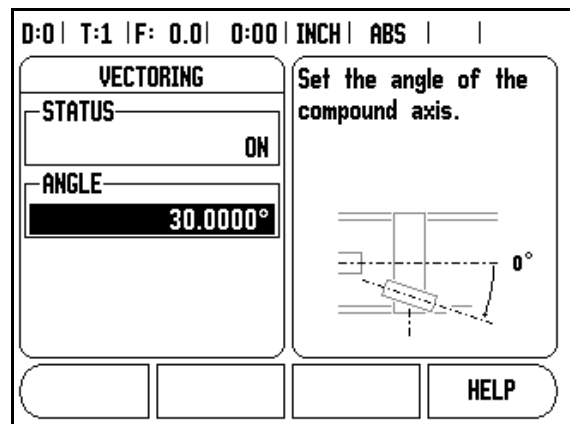 D:0 | T:1 | F: 0.0 | 0:00 | INCH | ABS | |
VECTORING
STATUS
ON
ANGLE
30.0000°
Set the angle of the
compound axis.
0°
HELP